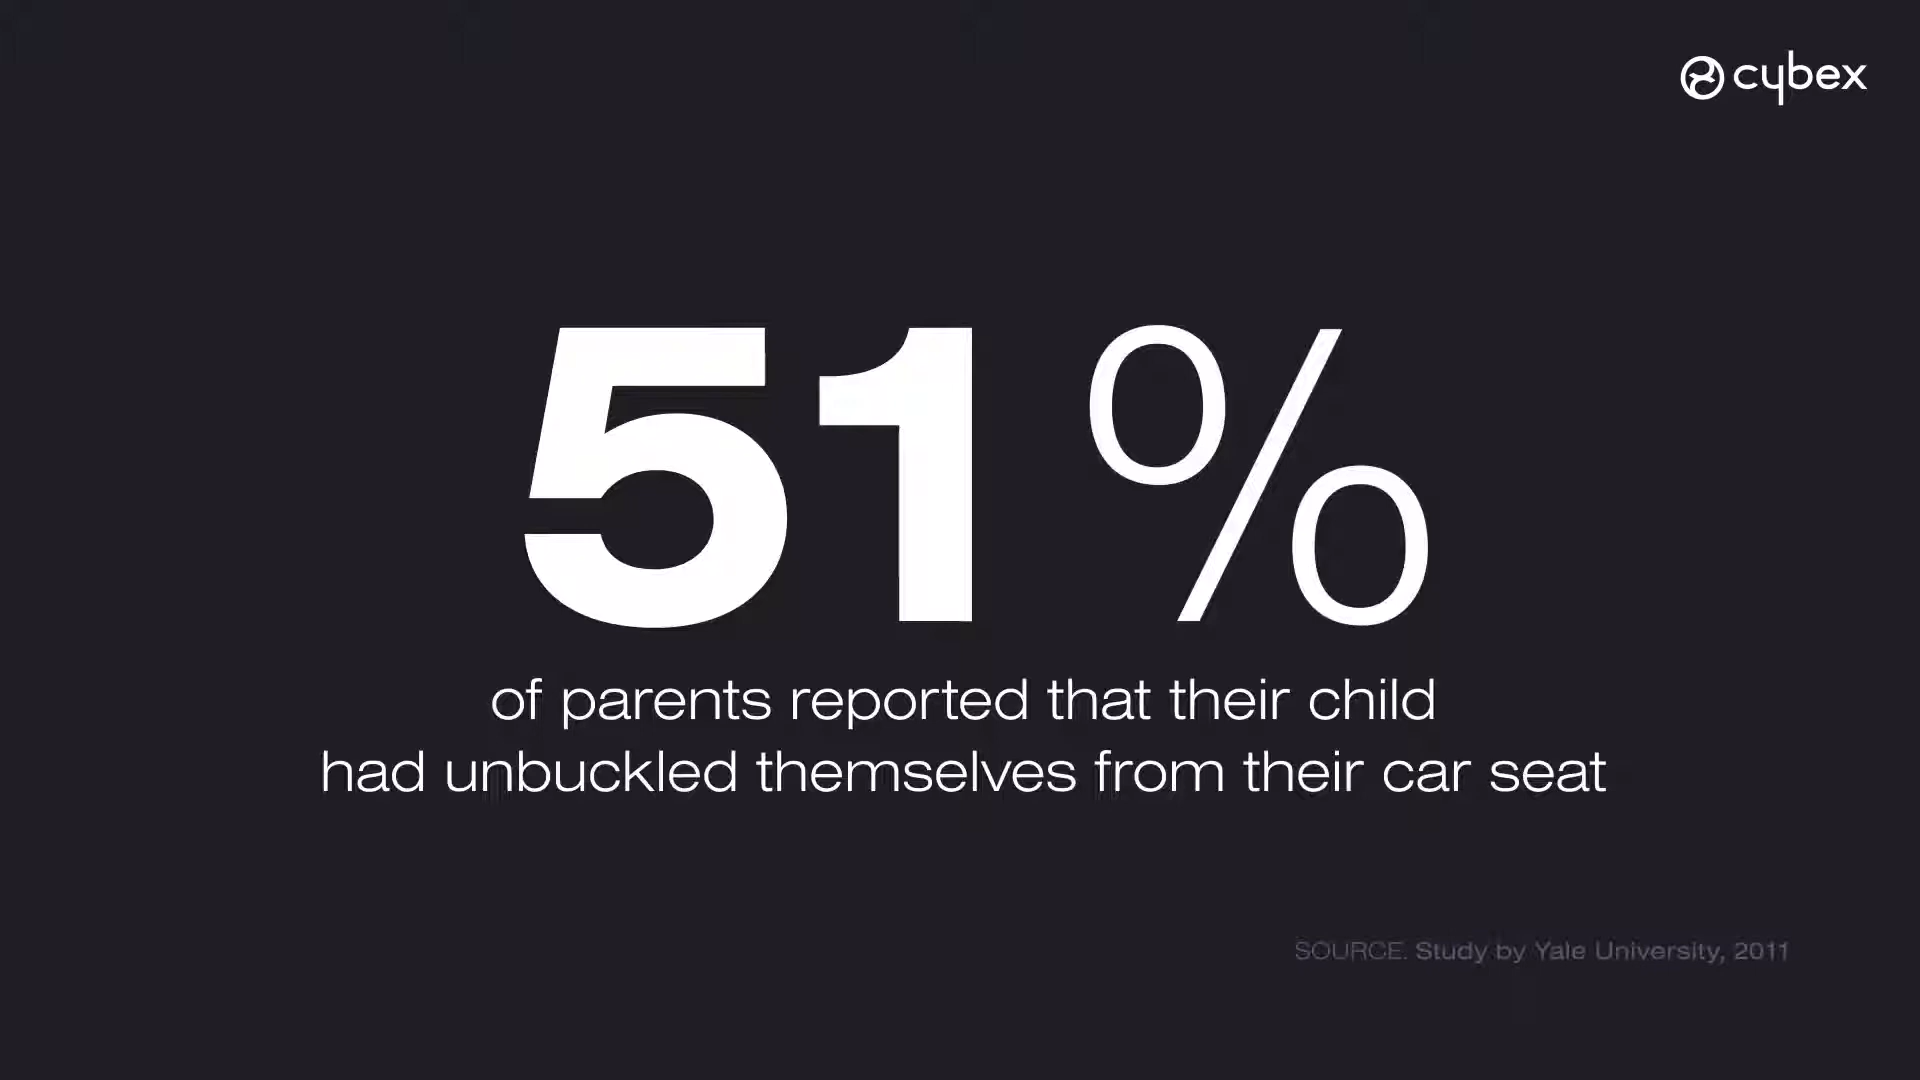 cybex
51%
of parents reported that their child
had unbuckled themselves from their car seat
SOURCE. Study by Yale University, 2011